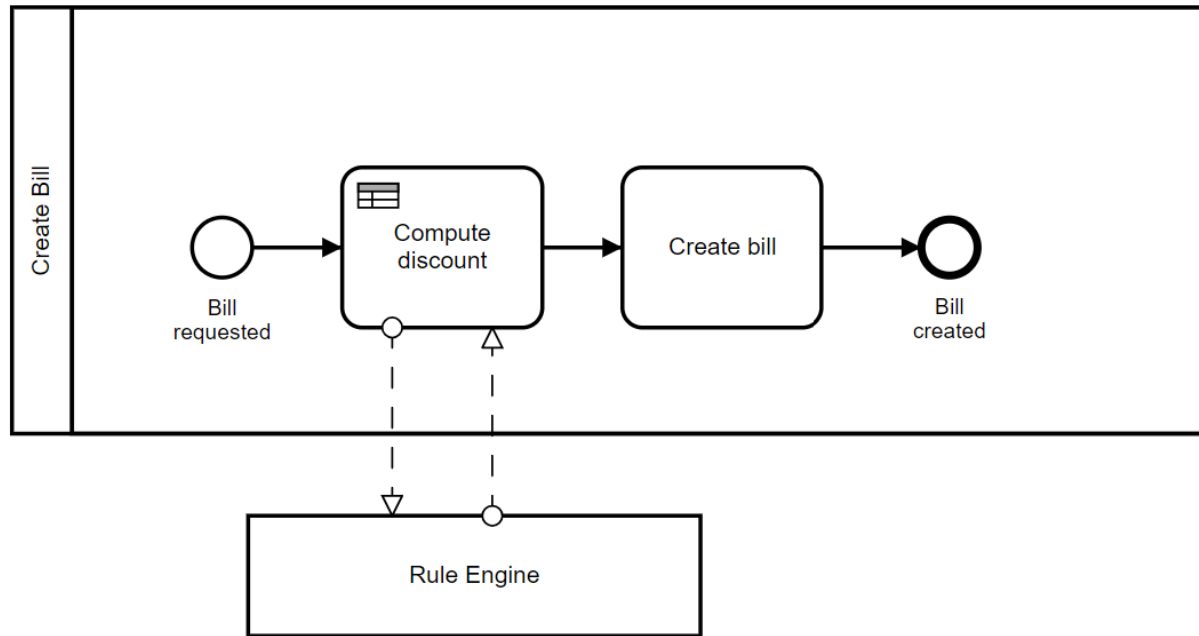 Create Bill
Bill
requested
Compute
discount
Create bill
Bill
created
Rule Engine